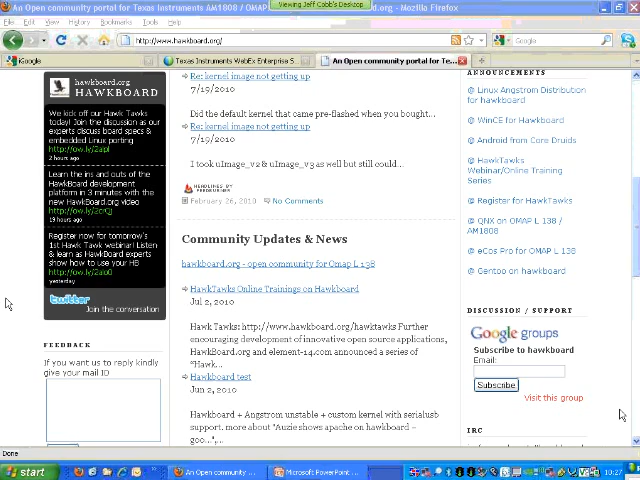 An Open community portal for Texas Instruments AM1808 / OMAP
Viewing Jeff Cobb's Desktop
rd.org - Mozilla Firefox
File Edit View History Bookmarks Tools Help
http://www.hawkboard.org/
Google
iGoogle
Texas Instruments WebEx Enterprise S...
An Open community portal for Te...
hawkboard.org
HAWKBOARD
We kick off our Hawk Tawks
today! Join the discussion as our
experts discuss board specs &
embedded Linux porting
2 hours ago
Learn the ins and outs of the
HawkBoard development
platform in 3 minutes with the
new HawkBoard.org video
19 hours ago
Register now for tomorrow's
1st Hawk Tawk webinar! Listen
& learn as HawkBoard experts
show how to use your HB
yesterday
twitter
Join the conversation
FEEDBACK
If you want us to reply kindly
give your mail ID
Re: kernel image not getting up
7/19/2010
Did the default kernel that came pre-flashed when you bought...
Re: kernel image not getting up
7/19/2010
I took uImage_v2 & uImage_v3 as well but still could...
HEADLINES BY
FEEDBURNER
February 26, 2010
No Comments
Community Updates & News
hawkboard.org - open community for Omap L 138
HawkTawks Online Trainings on Hawkboard
Jul 2, 2010
Hawk Tawks: http://www.hawkboard.org/hawktawks Further
encouraging development of innovative open source applications,
HawkBoard.org and element-14.com announced a series of
"Hawk...
Hawkboard test
Jun 2, 2010
Hawkboard + Angstrom unstable + custom kernel with serialusb
support. more about "Auzie shows apache on hawkboard –
goo...",...
ANNOUNCEMENTS
@ Linux Angstrom Distribution
for hawkboard
@ WinCE for Hawkboard
@ Android from Core Druids
@ HawkTawks
Webinar/Online Training
Series
@ Register for HawkTawks
@ QNX on OMAP L 138 /
AM1808
@ eCos Pro for OMAP L 138
@ Gentoo on hawkboard
DISCUSSION / SUPPORT
Google groups
Subscribe to hawkboard
Email:
Subscribe
Visit this group
IRC
Done
start
An Open community ...
Microsoft PowerPoint ...
10:27